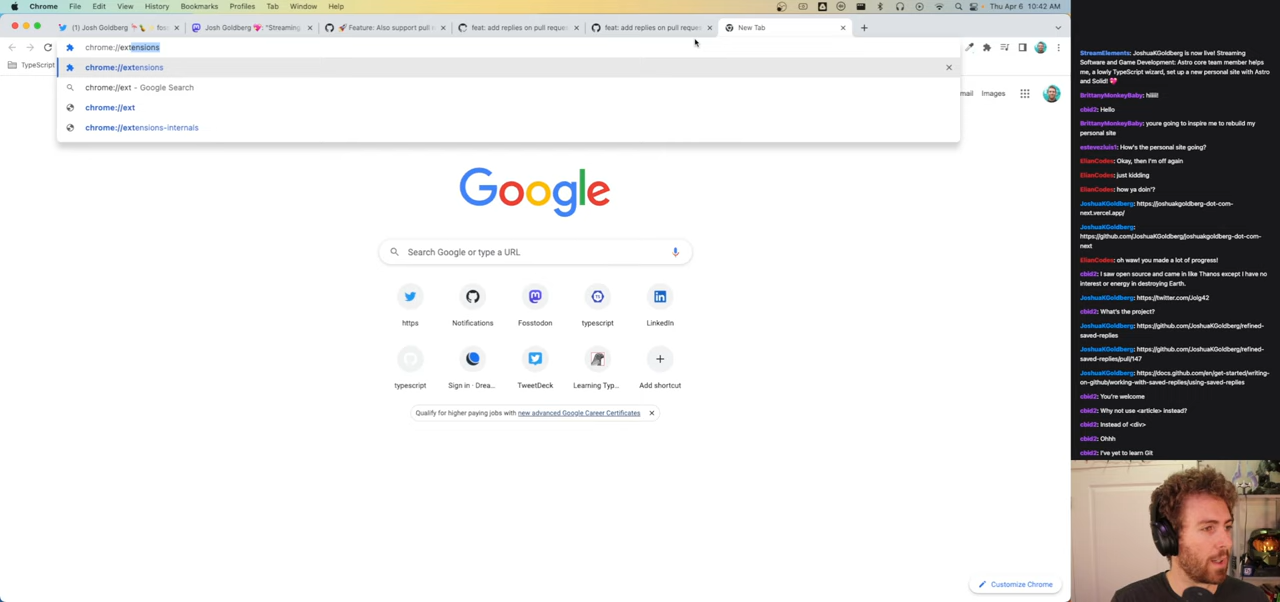 Chrome File Edit View History Bookmarks Profiles Tab Window Help
Thu Apr 6 10:42 AM
(1) Josh Goldberg
Josh Goldberg "Streaming
Feature: Also support pull
feat: add replies on pull reque
feat: add replies on pull reques
New Tab
chrome://extensions
TypeScript
chrome://extensions
chrome://ext - Google Search
chrome://ext
chrome://extensions-internals
mail Images
Google
Search Google or type a URL
https Notifications Fosstodon typescript LinkedIn
typescript Sign in · Drea... TweetDeck Learning Typ... Add shortcut
Qualify for higher paying jobs with new advanced Google Career Certificates
Customize Chrome
StreamElements: JoshuaKGoldberg is now live! Streaming
Software and Game Development: Astro core team member helps
me, a lowly TypeScript wizard, set up a new personal site with Astro
and Solid!
BrittanyMonkeyBaby: hiiii!
cbid2: Hello
BrittanyMonkeyBaby: youre going to inspire me to rebuild my
personal site
estevezluis1: How's the personal site going?
ElianCodes: Okay, then I'm off again
ElianCodes: just kidding
ElianCodes: how ya doin'?
JoshuaKGoldberg: https://joshuakgoldberg-dot-com-
next.vercel.app/
JoshuaKGoldberg:
https://github.com/JoshuaKGoldberg/joshuakgoldberg-dot-com-
next
ElianCodes: oh waw! you made a lot of progress!
cbid2: I saw open source and came in like Thanos except I have no
interest or energy in destroying Earth.
JoshuaKGoldberg: https://twitter.com/Jolg42
cbid2: What's the project?
JoshuaKGoldberg: https://github.com/JoshuaKGoldberg/refined-
saved-replies
JoshuaKGoldberg: https://github.com/JoshuaKGoldberg/refined-
saved-replies/pull/147
JoshuaKGoldberg: https://docs.github.com/en/get-started/writing-
on-github/working-with-saved-replies/using-saved-replies
cbid2: You're welcome
cbid2: Why not use <article> instead?
cbid2: Instead of <div>
cbid2: Ohhh
cbid2: I've yet to learn Git